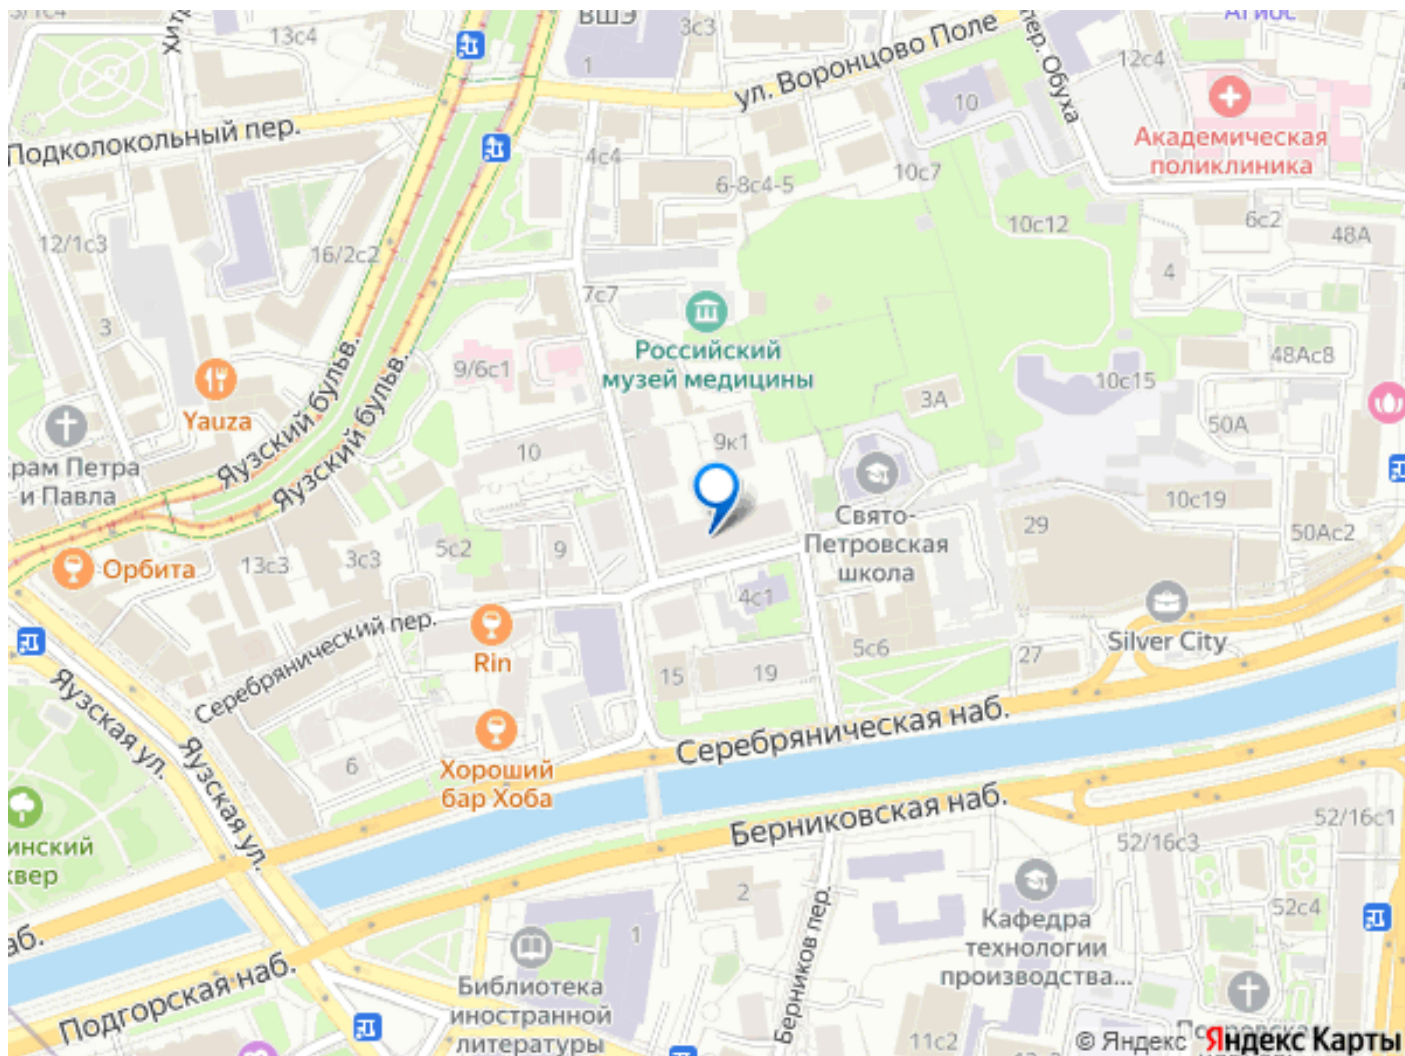 3/1с4
13с4
ВШЭ
3с3
1
ул. Воронцово Поле
пер. Обуха
12с4
10
Академическая
поликлиника
Подколокольный пер.
4с4
6-8с4-5
10с7
10с12
6с2
48А
12/1с3
16/2с2
4
7с7
3
Российский
музей медицины
9/6с1
48Ас8
10с15
3А
Yauza
Яузский бульв.
Яузский бульв.
50А
10
9к1
рам Петра
и Павла
10с19
Свято-
Петровская
школа
29
50Ас2
Орбита
13с3
3с3
5с2
9
4с1
Серебрянический пер.
Rin
Silver City
5с6
27
15
19
Яузская ул.
Яузская ул.
Серебряническая наб.
6
Хороший
бар Хоба
Берниковская наб.
52/16с1
52/16с3
инский
квер
2
Кафедра
технологии
производства...
52с4
аб.
1
Берников пер.
Подгорская наб.
Библиотека
иностранной
литературы
11с2
© Яндекс
Яндекс Карты